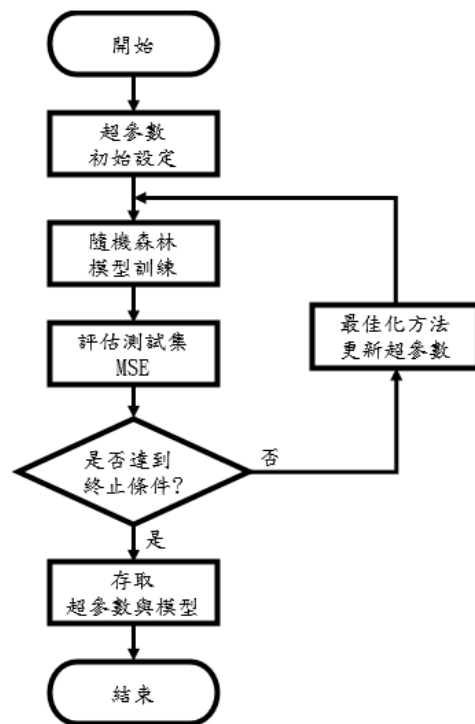 開始
超參數
初始設定
隨機森林
模型訓練
評估測試集
MSE
最佳化方法
更新超參數
是否達到
終止條件?
否
是
存取
超參數與模型
結束